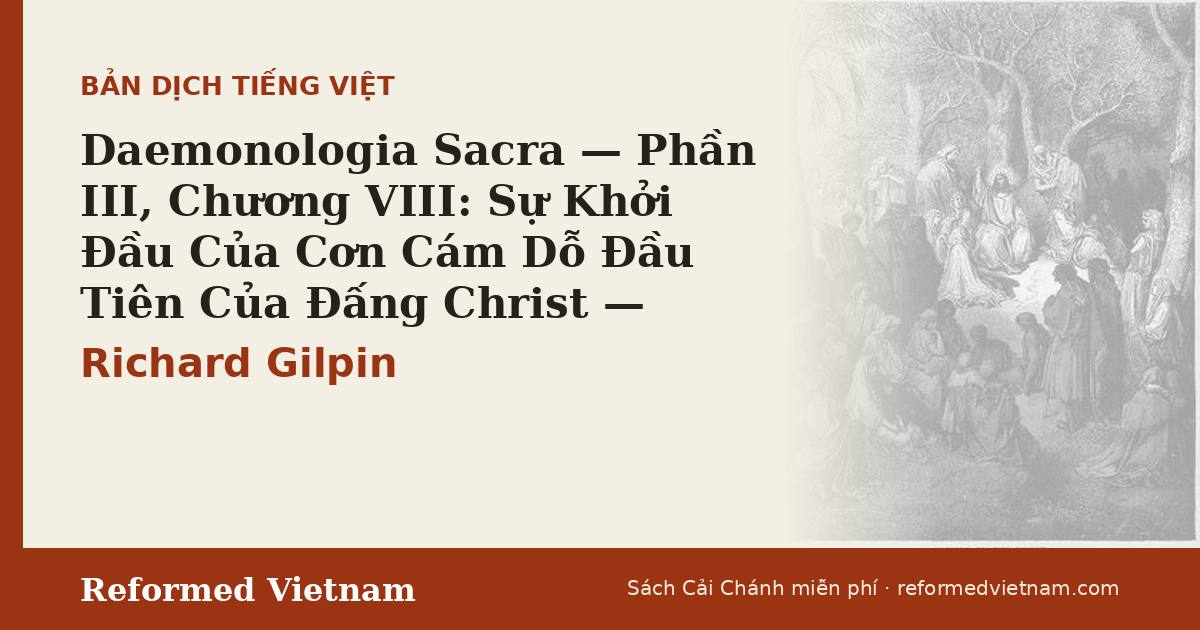 BẢN DỊCH TIẾNG VIỆT
Daemonologia Sacra — Phần
III, Chương VIII: Sự Khởi
Đầu Của Cơn Cám Dỗ Đầu
Tiên Của Đấng Christ —
Richard Gilpin
Reformed Vietnam
Sách Cải Chánh miễn phí · reformedvietnam.com